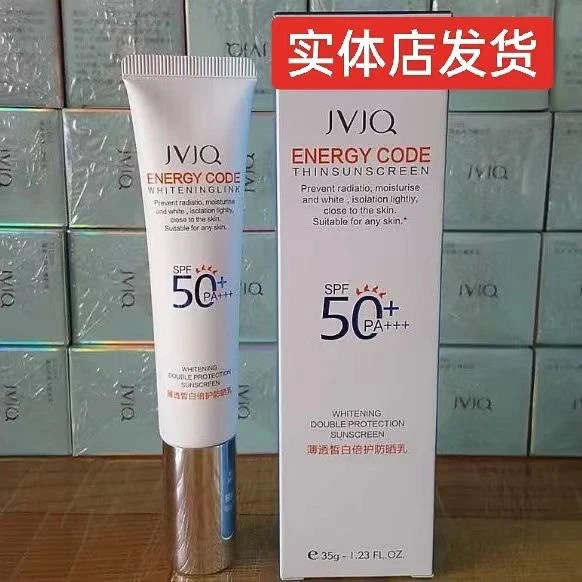 实体店发货
JVJQ
ENERGY CODE
WHITENINGLINK
Prevent radiatio, moisturise
and white , isolation lightly,
close to the skin.
Suitable for any skin.
SPF
50+
PA+++
WHITENING
DOUBLE PROTECTION
SUNSCREEN
薄透皙白倍护防晒乳
JVJQ
ENERGY CODE
THINSUNSCREEN
Prevent radiatio, moisturise
and white , isolation lightly,
close to the skin.
Suitable for any skin.*
SPF
50+
PA+++
WHITENING
DOUBLE PROTECTION
SUNSCREEN
薄透皙白倍护防晒乳
e 35g - 1.23 FL.OZ.
JVJQ
JVJQ
JVJQ
JVJQ